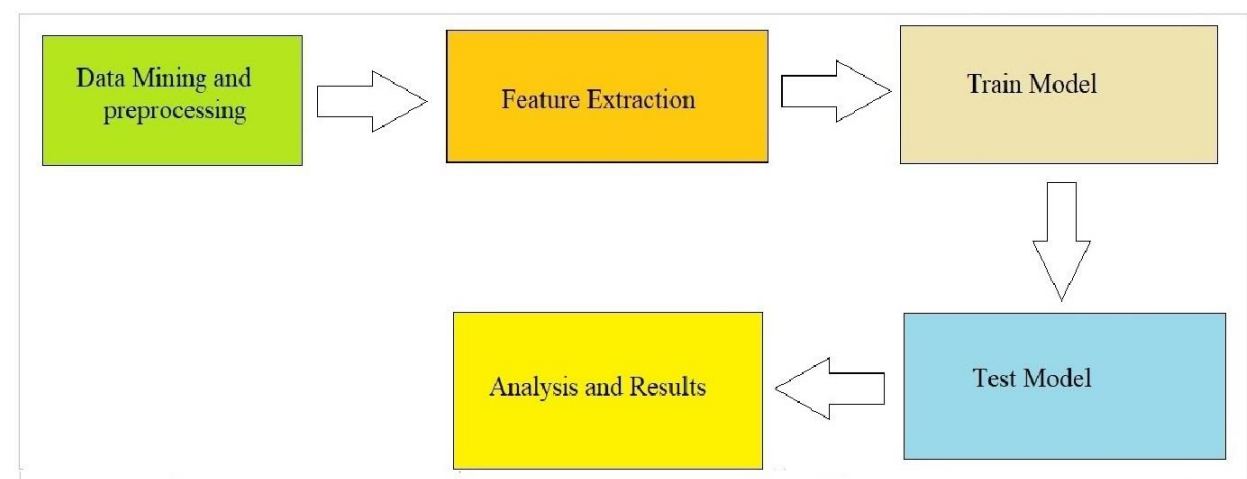 Data Mining and
preprocessing
Feature Extraction
Train Model
Test Model
Analysis and Results